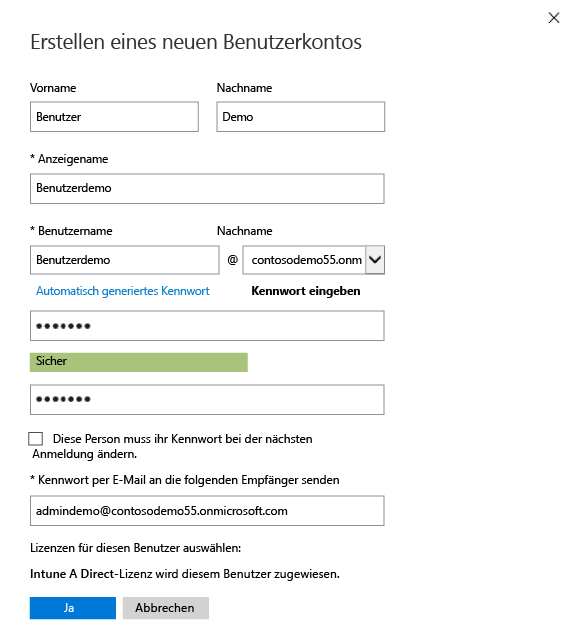 Erstellen eines neuen Benutzerkontos
Vorname Nachname
Benutzer Demo
* Anzeigename
Benutzerdemo
* Benutzername Nachname
Benutzerdemo @ contosodemo55.onm
Automatisch generiertes Kennwort Kennwort eingeben
●●●●●●●
Sicher
●●●●●●●
Diese Person muss ihr Kennwort bei der nächsten
Anmeldung ändern.
* Kennwort per E-Mail an die folgenden Empfänger senden
admindemo@contosodemo55.onmicrosoft.com
Lizenzen für diesen Benutzer auswählen:
Intune A Direct-Lizenz wird diesem Benutzer zugewiesen.
Ja Abbrechen